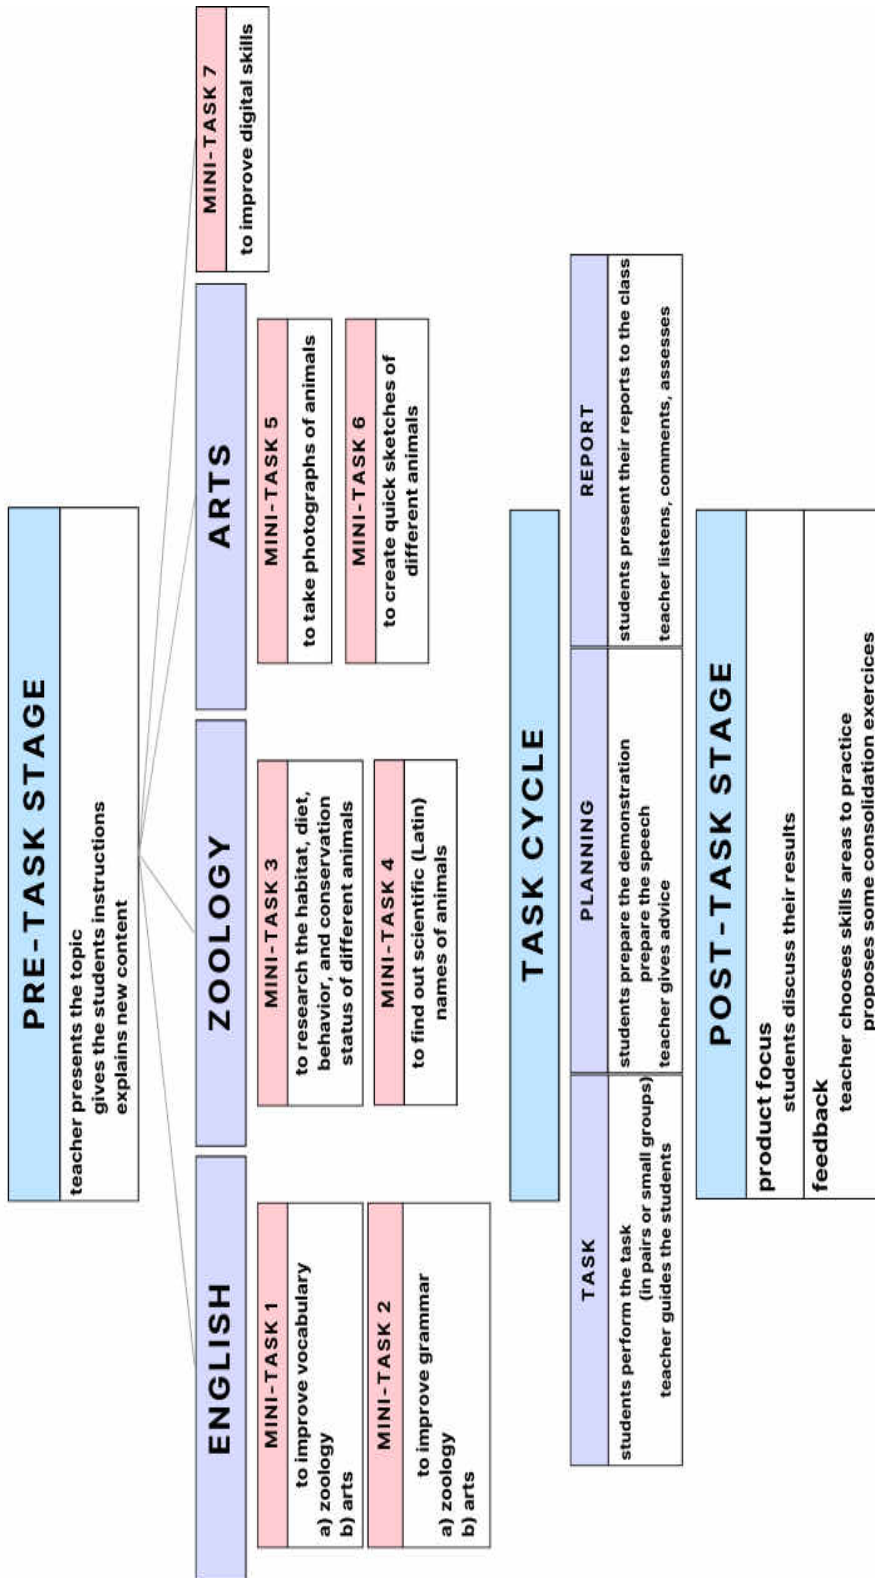 PRE-TASK STAGE
teacher presents the topic
gives the students instructions
explains new content
ENGLISH
MINI-TASK 1
to improve vocabulary
a) zoology
b) arts
MINI-TASK 2
to improve grammar
a) zoology
b) arts
ZOOLOGY
MINI-TASK 3
to research the habitat, diet,
behavior, and conservation
status of different animals
MINI-TASK 4
to find out scientific (Latin)
names of animals
ARTS
MINI-TASK 5
to take photographs of animals
MINI-TASK 6
to create quick sketches of
different animals
MINI-TASK 7
to improve digital skills
TASK CYCLE
TASK
students perform the task
(in pairs or small groups)
teacher guides the students
PLANNING
students prepare the demonstration
prepare the speech
teacher gives advice
REPORT
students present their reports to the class
teacher listens, comments, assesses
POST-TASK STAGE
product focus
students discuss their results
feedback
teacher chooses skills areas to practice
proposes some consolidation exercices